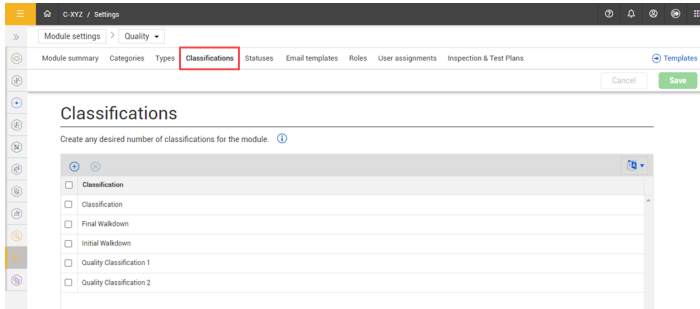 C-XYZ / Settings
Module settings > Quality
Module summary Categories Types Classifications Statuses Email templates Roles User assignments Inspection & Test Plans Templates
Cancel Save
Classifications
Create any desired number of classifications for the module.
Classification
Classification
Final Walkdown
Initial Walkdown
Quality Classification 1
Quality Classification 2